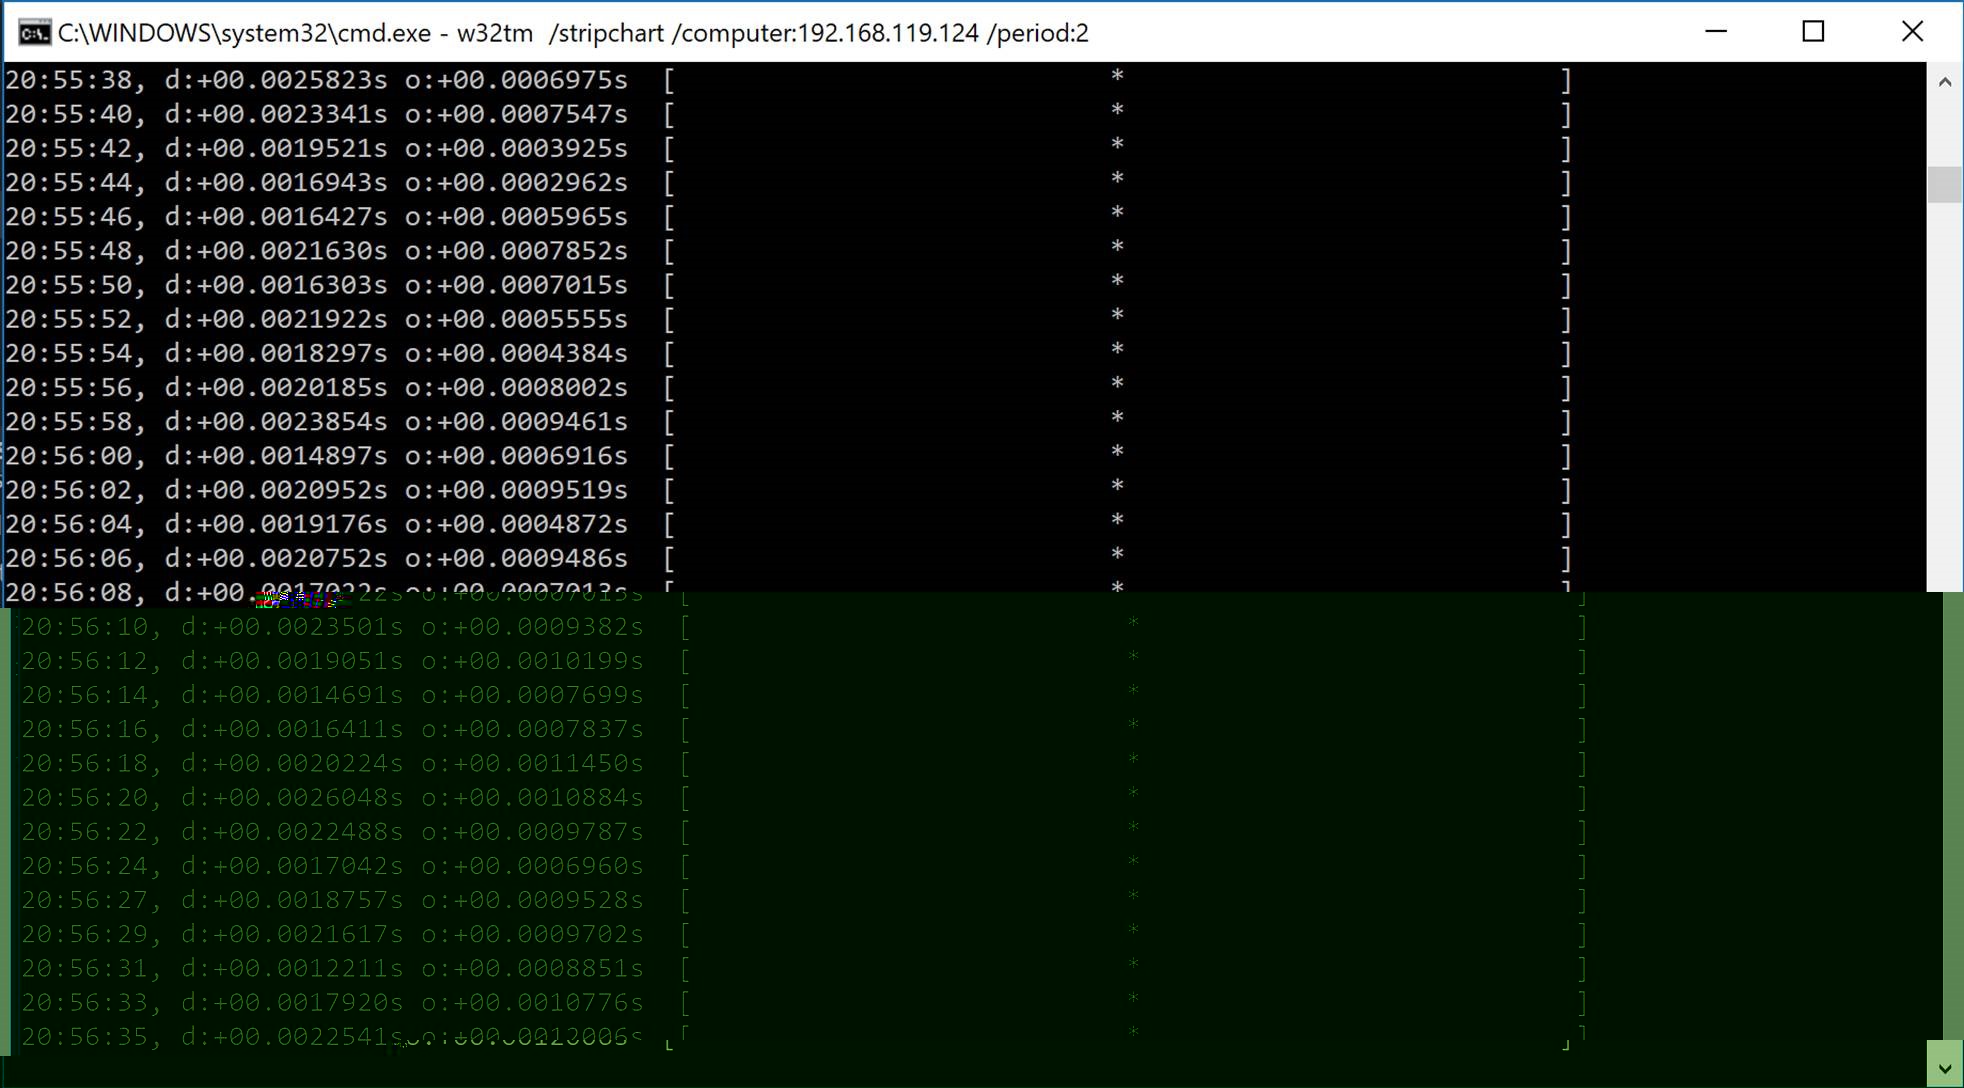 C:\WINDOWS\system32\cmd.exe - w32tm /stripchart /computer:192.168.119.124 /period:2
20:55:38, d:+00.0025823s o:+00.0006975s [ * ]
20:55:40, d:+00.0023341s o:+00.0007547s [ * ]
20:55:42, d:+00.0019521s o:+00.0003925s [ * ]
20:55:44, d:+00.0016943s o:+00.0002962s [ * ]
20:55:46, d:+00.0016427s o:+00.0005965s [ * ]
20:55:48, d:+00.0021630s o:+00.0007852s [ * ]
20:55:50, d:+00.0016303s o:+00.0007015s [ * ]
20:55:52, d:+00.0021922s o:+00.0005555s [ * ]
20:55:54, d:+00.0018297s o:+00.0004384s [ * ]
20:55:56, d:+00.0020185s o:+00.0008002s [ * ]
20:55:58, d:+00.0023854s o:+00.0009461s [ * ]
20:56:00, d:+00.0014897s o:+00.0006916s [ * ]
20:56:02, d:+00.0020952s o:+00.0009519s [ * ]
20:56:04, d:+00.0019176s o:+00.0004872s [ * ]
20:56:06, d:+00.0020752s o:+00.0009486s [ * ]
20:56:08, [ * ]
20:56:10, d:+00.0023501s o:+00.0009382s [ * ]
20:56:12, d:+00.0019051s o:+00.0010199s [ * ]
20:56:14, d:+00.0014691s o:+00.0007699s [ * ]
20:56:16, d:+00.0016411s o:+00.0007837s [ * ]
20:56:18, d:+00.0020224s o:+00.0011450s [ * ]
20:56:20, d:+00.0026048s o:+00.0010884s [ * ]
20:56:22, d:+00.0022488s o:+00.0009787s [ * ]
20:56:24, d:+00.0017042s o:+00.0006960s [ * ]
20:56:27, d:+00.0018757s o:+00.0009528s [ * ]
20:56:29, d:+00.0021617s o:+00.0009702s [ * ]
20:56:31, d:+00.0012211s o:+00.0008851s [ * ]
20:56:33, d:+00.0017920s o:+00.0010776s [ * ]
20:56:35, d:+00.0022541s o:+00.0012006s [ * ]